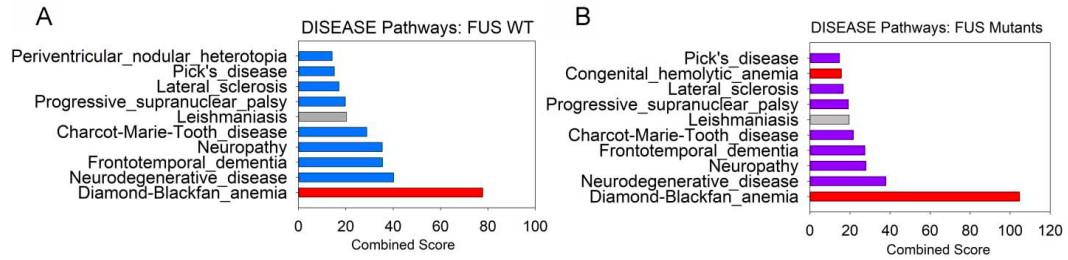 A
DISEASE Pathways: FUS WT
Periventricular_nodular_heterotopia
Pick's_disease
Lateral_sclerosis
Progressive_supranuclear_palsy
Leishmaniasis
Charcot-Marie-Tooth_disease
Neuropathy
Frontotemporal_dementia
Neurodegenerative_disease
Diamond-Blackfan_anemia
0 20 40 60 80 100
Combined Score
B
DISEASE Pathways: FUS Mutants
Pick's_disease
Congenital_hemolytic_anemia
Lateral_sclerosis
Progressive_supranuclear_palsy
Leishmaniasis
Charcot-Marie-Tooth_disease
Frontotemporal_dementia
Neuropathy
Neurodegenerative_disease
Diamond-Blackfan_anemia
0 20 40 60 80 100 120
Combined Score